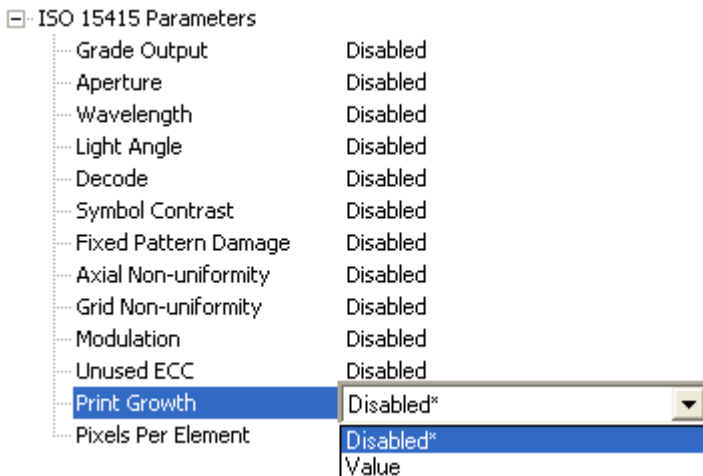 ISO 15415 Parameters
Grade Output Disabled
Aperture Disabled
Wavelength Disabled
Light Angle Disabled
Decode Disabled
Symbol Contrast Disabled
Fixed Pattern Damage Disabled
Axial Non-uniformity Disabled
Grid Non-uniformity Disabled
Modulation Disabled
Unused ECC Disabled
Print Growth Disabled*
Pixels Per Element Disabled*
Value